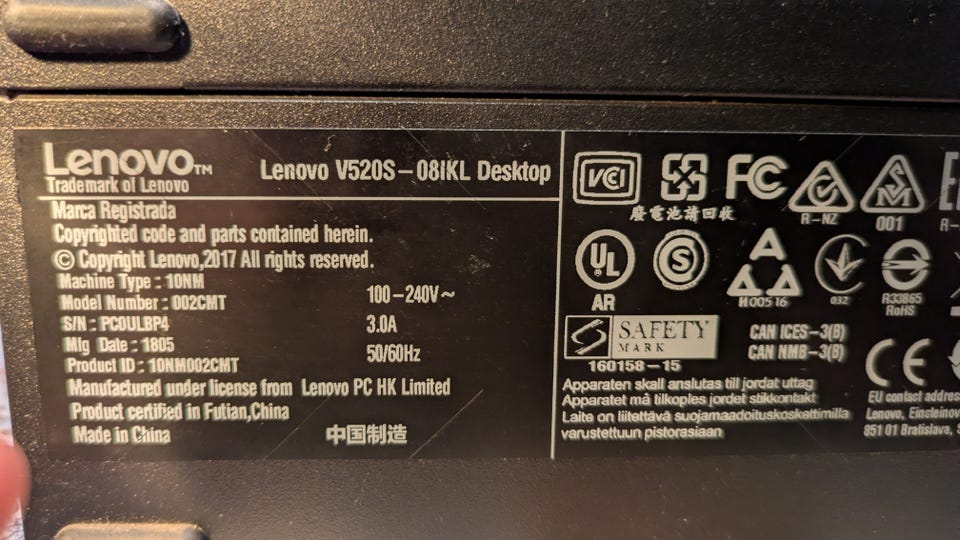 Lenovo™
Trademark of Lenovo
Lenovo V520S-08IKL Desktop
Marca Registrada
Copyrighted code and parts contained herein.
© Copyright Lenovo,2017 All rights reserved.
Machine Type : 10NM
Model Number : 002CMT
S/N : PC0ULBP4
Mfg Date : 1805
Product ID : 10NM002CMT
100-240V~
3.0A
50/60Hz
Manufactured under license from Lenovo PC HK Limited
Product certified in Futian,China
Made in China
中国制造
VCI
FC
廢電池請回收
R-NZ
001
R-
UL
AR
S
H00516
032
R33865
RoHS
SAFETY
MARK
160158-15
CAN ICES-3(B)
CAN NMB-3(B)
CE
Apparaten skall anslutas till jordat uttag
Apparatet må tilkoples jordet stikkontakt
Laite on liitettävä suojamaadoituskoskettimilla
varustettuun pistorasiaan
EU contact address
Lenovo, Einsteinov
851 01 Bratislava, S